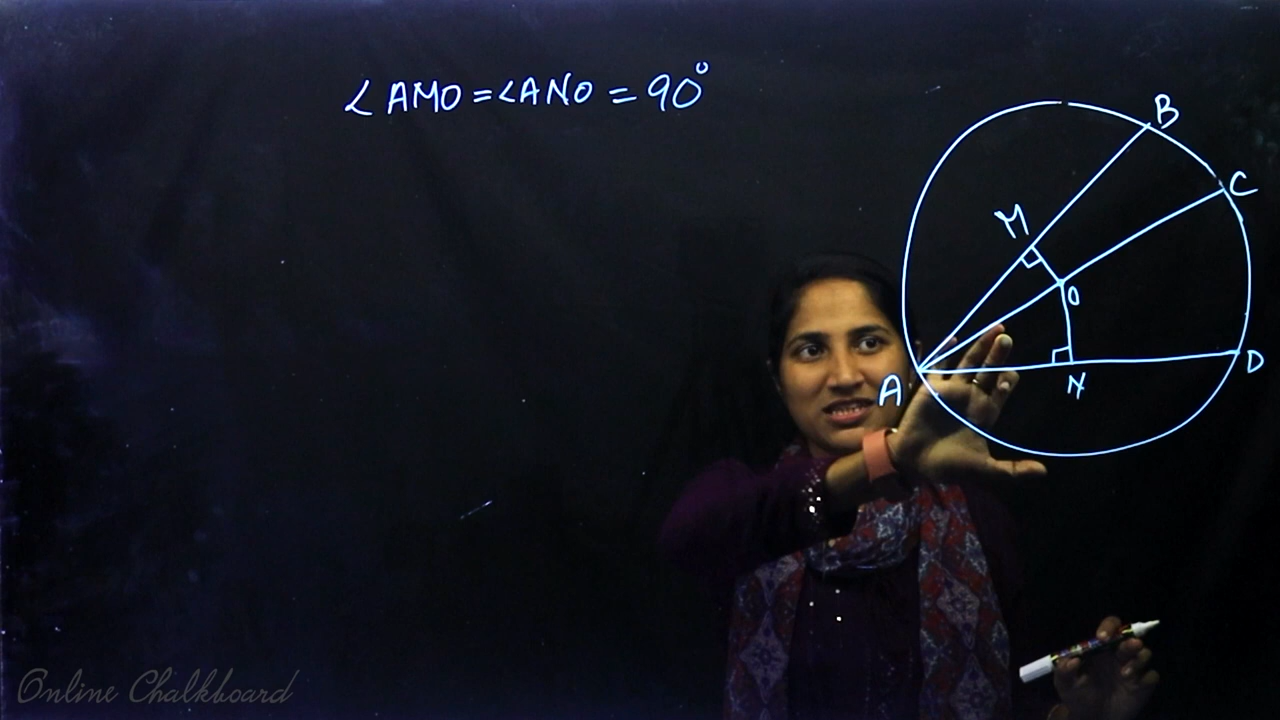 ∠AMO = ∠ANO = 90°
B
C
M
O
A
N
D
Online Chalkboard